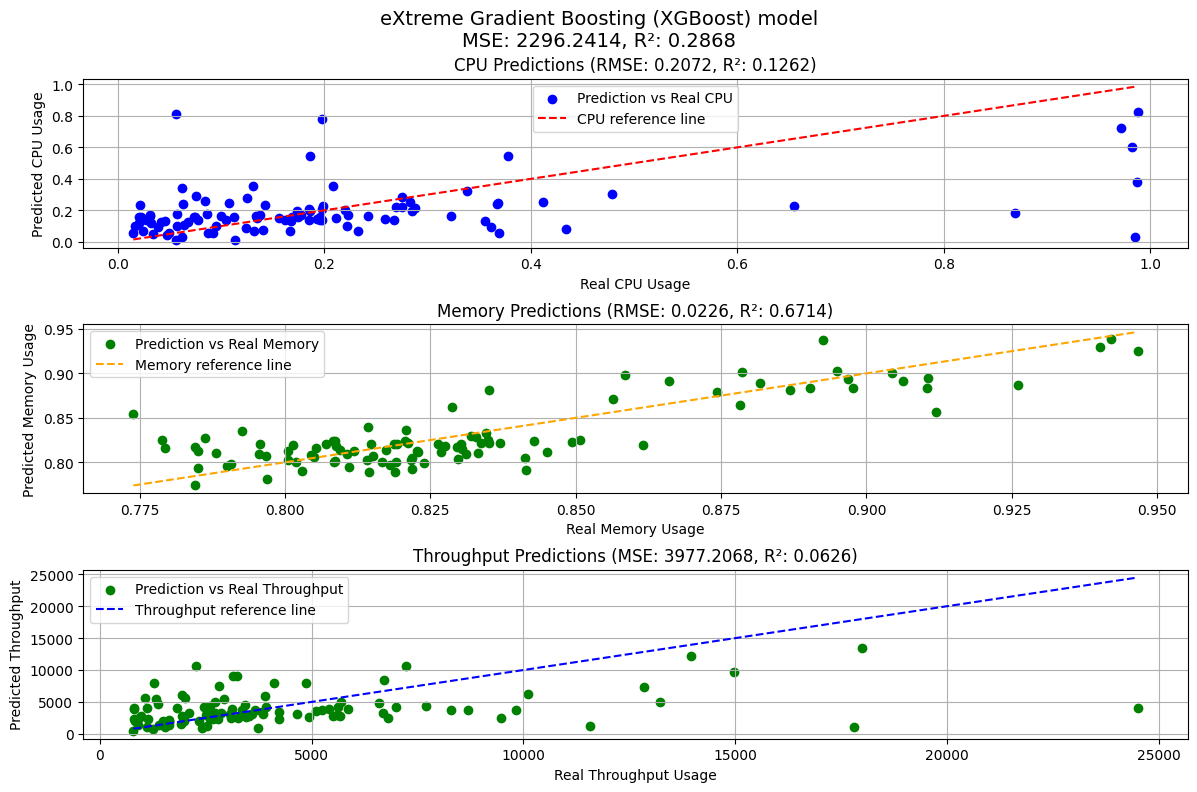 eXtreme Gradient Boosting (XGBoost) model
MSE: 2296.2414, R²: 0.2868
CPU Predictions (RMSE: 0.2072, R²: 0.1262)
Predicted CPU Usage
1.0
0.8
0.6
0.4
0.2
0.0
Prediction vs Real CPU
CPU reference line
0.0 0.2 0.4 0.6 0.8 1.0
Real CPU Usage
Memory Predictions (RMSE: 0.0226, R²: 0.6714)
Predicted Memory Usage
0.95
0.90
0.85
0.80
Prediction vs Real Memory
Memory reference line
0.775 0.800 0.825 0.850 0.875 0.900 0.925 0.950
Real Memory Usage
Throughput Predictions (MSE: 3977.2068, R²: 0.0626)
Predicted Throughput
25000
20000
15000
10000
5000
0
Prediction vs Real Throughput
Throughput reference line
0 5000 10000 15000 20000 25000
Real Throughput Usage